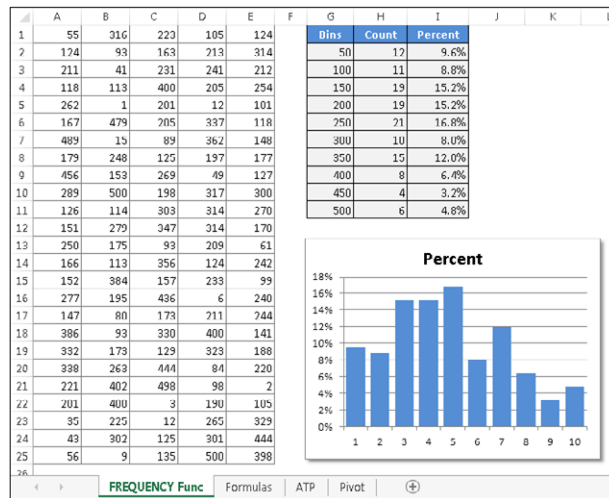 A B C D E F G H I J K L
1 55 316 223 105 124 Bins Count Percent
2 124 93 163 213 314 50 12 9.6%
3 211 41 231 241 212 100 11 8.8%
4 118 113 400 205 254 150 19 15.2%
5 262 1 201 12 101 200 19 15.2%
6 167 479 205 337 118 250 21 16.8%
7 489 15 89 362 148 300 10 8.0%
8 179 248 125 197 177 350 15 12.0%
9 456 153 269 49 127 400 8 6.4%
10 289 500 198 317 300 450 4 3.2%
11 126 114 303 314 270 500 6 4.8%
12 151 279 347 314 170
13 250 175 93 209 61
14 166 113 356 124 242
15 152 384 157 233 99
16 277 195 436 6 240
17 147 80 173 211 244
18 386 93 330 400 141
19 332 173 129 323 188
20 338 263 444 84 220
21 221 402 498 98 2
22 201 400 3 190 105
23 35 225 12 265 329
24 43 302 125 301 444
25 56 9 135 500 398
26
Percent
18%
16%
14%
12%
10%
8%
6%
4%
2%
0%
1 2 3 4 5 6 7 8 9 10
FREQUENCY Func Formulas ATP Pivot